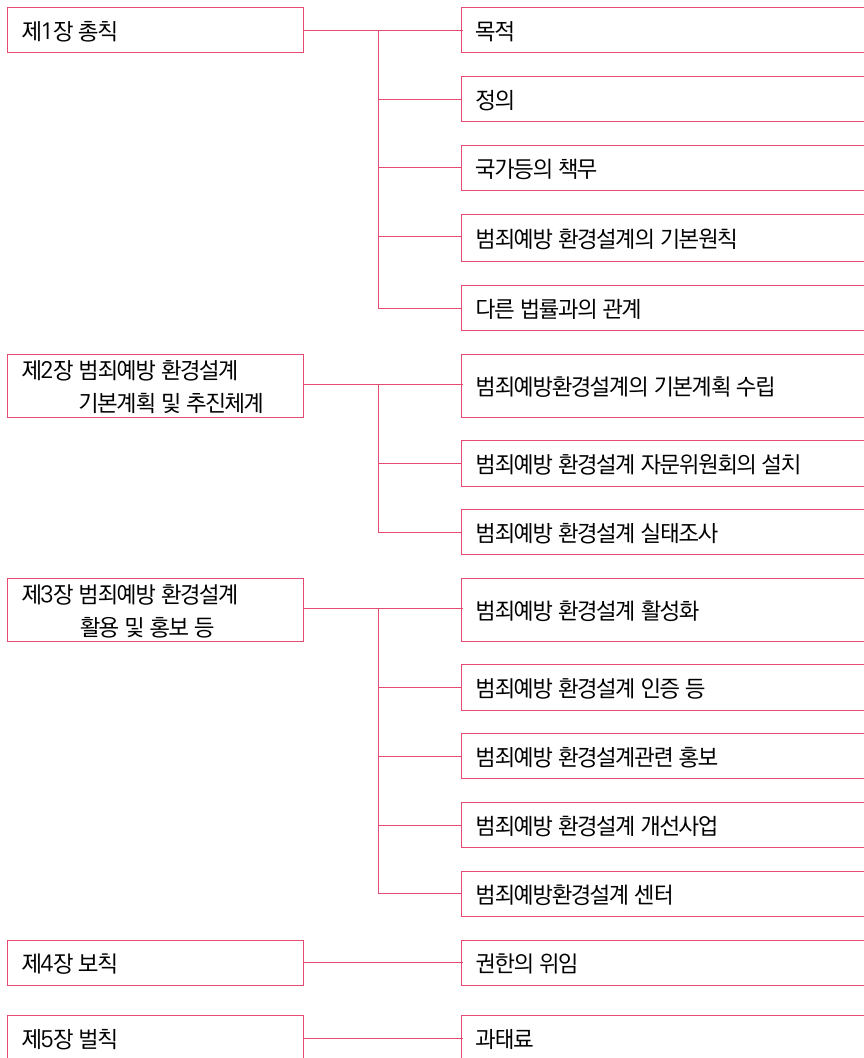 제1장 총칙
목적
정의
국가등의 책무
범죄예방 환경설계의 기본원칙
다른 법률과의 관계
제2장 범죄예방 환경설계
기본계획 및 추진체계
범죄예방환경설계의 기본계획 수립
범죄예방 환경설계 자문위원회의 설치
범죄예방 환경설계 실태조사
제3장 범죄예방 환경설계
활용 및 홍보 등
범죄예방 환경설계 활성화
범죄예방 환경설계 인증 등
범죄예방 환경설계관련 홍보
범죄예방 환경설계 개선사업
범죄예방환경설계 센터
제4장 보칙
권한의 위임
제5장 벌칙
과태료